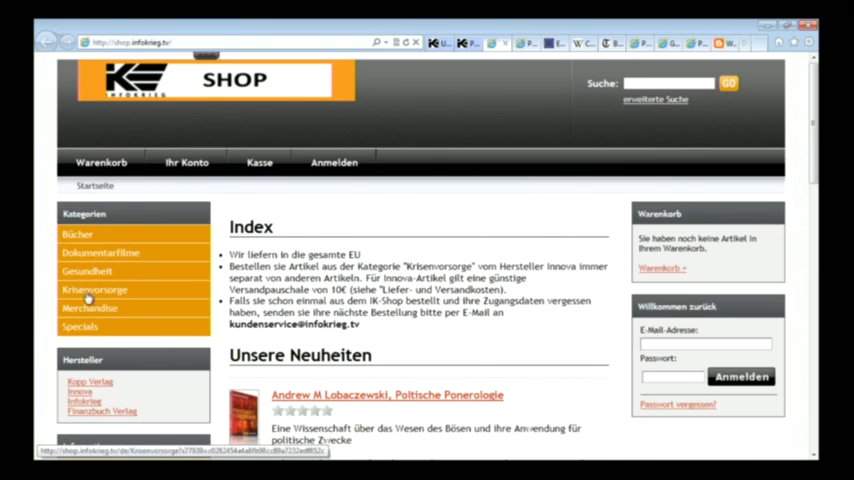 http://shop.infokrieg.tv/
IK
INFOKRIEG
SHOP
Suche:
GO
erweiterte Suche
Warenkorb
Ihr Konto
Kasse
Anmelden
Startseite
Kategorien
Bücher
Dokumentarfilme
Gesundheit
Krisenvorsorge
Merchandise
Specials
Hersteller
Kopp Verlag
Innova
Infokrieg
Finanzbuch Verlag
Index
Wir liefern in die gesamte EU
Bestellen sie Artikel aus der Kategorie "Krisenvorsorge" vom Hersteller Innova immer
separat von anderen Artikeln. Für Innova-Artikel gilt eine günstige
Versandpauschale von 10€ (siehe "Liefer- und Versandkosten).
Falls sie schon einmal aus dem IK-Shop bestellt und ihre Zugangsdaten vergessen
haben, senden sie ihre nächste Bestellung bitte per E-Mail an
kundenservice@infokrieg.tv
Unsere Neuheiten
Andrew M Lobaczewski, Poltische Ponerologie
Eine Wissenschaft über das Wesen des Bösen und ihre Anwendung für
politische Zwecke
Warenkorb
Sie haben noch keine Artikel in
Ihrem Warenkorb.
Warenkorb »
Willkommen zurück
E-Mail-Adresse:
Passwort:
Anmelden
Passwort vergessen?